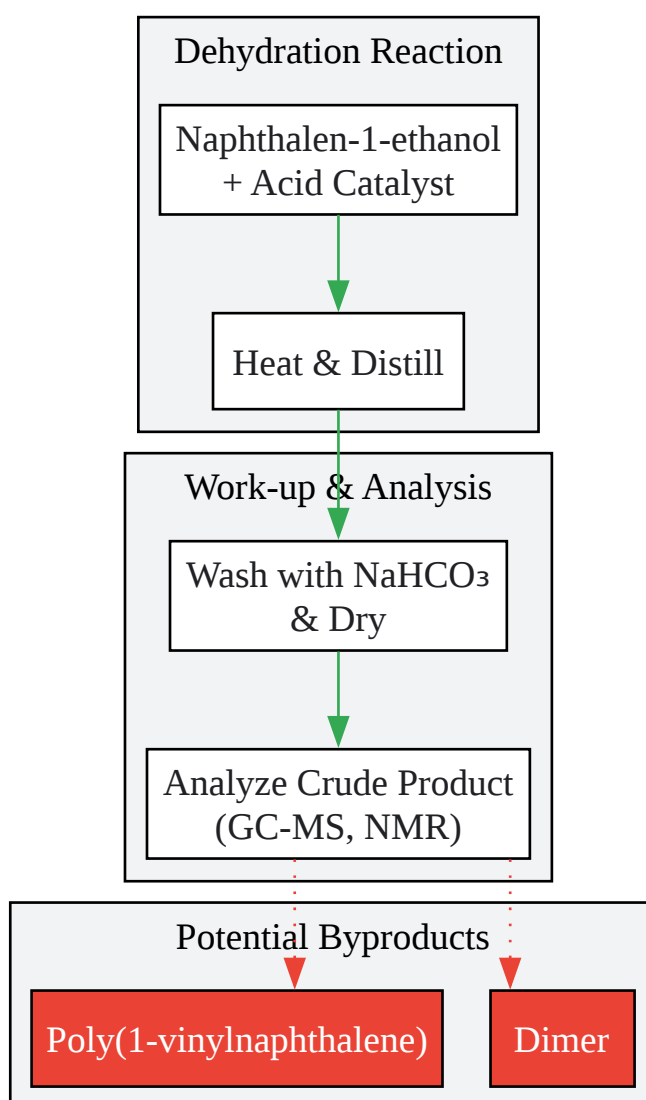 Dehydration Reaction
Naphthalen-1-ethanol
+ Acid Catalyst
Heat & Distill
Work-up & Analysis
Wash with NaHCO₃
& Dry
Analyze Crude Product
(GC-MS, NMR)
Potential Byproducts
Poly(1-vinylnaphthalene)
Dimer